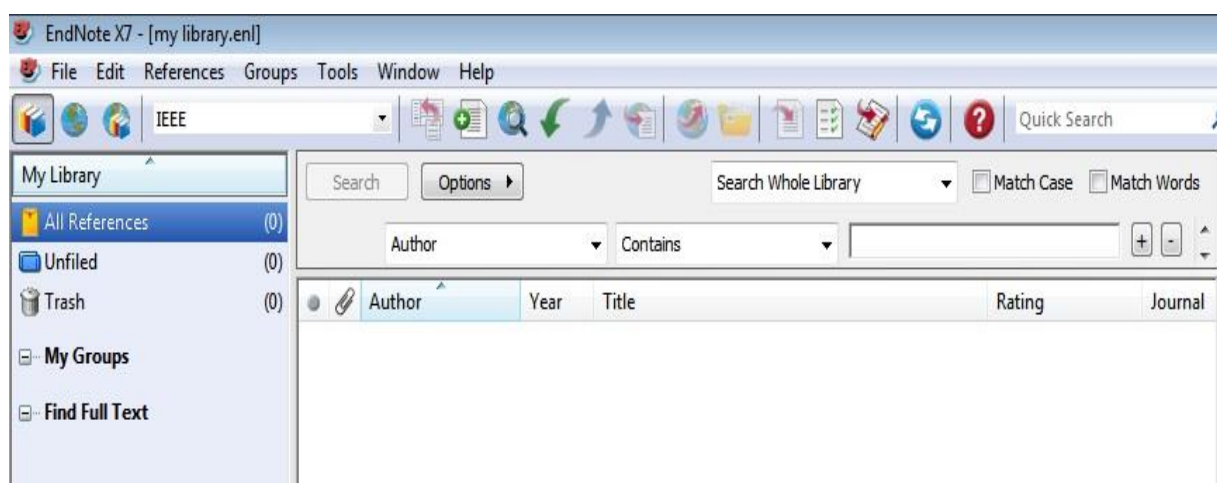 EndNote X7 - [my library.enl]
File Edit References Groups Tools Window Help
IEEE Quick Search
My Library
Search Options Search Whole Library Match Case Match Words
All References (0)
Author Contains + -
Unfiled (0)
Trash (0)
Author Year Title Rating Journal
My Groups
Find Full Text